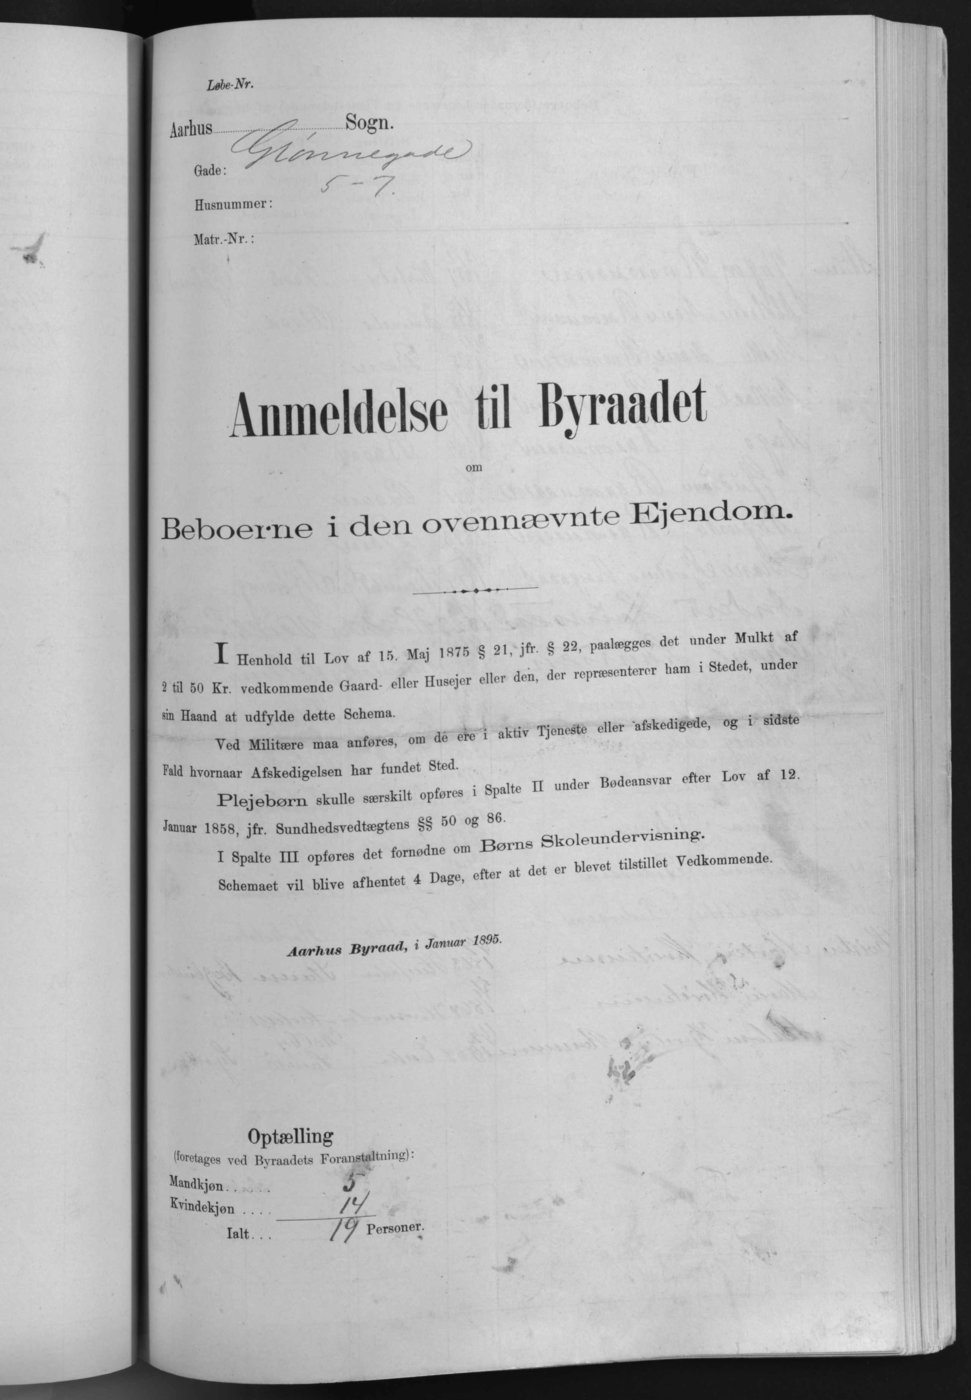 Løbe-Nr.
Aarhus Sogn.
Gade: Grønnegade
Husnummer: 5-7.
Matr.-Nr.:
Anmeldelse til Byraadet
om
Beboerne i den ovennævnte Ejendom.
I Henhold til Lov af 15. Maj 1875 § 21, jfr. § 22, paalægges det under Mulkt af
2 til 50 Kr. vedkommende Gaard- eller Husejer eller den, der repræsenterer ham i Stedet, under
sin Haand at udfylde dette Schema.
Ved Militære maa anføres, om de ere i aktiv Tjeneste eller afskedigede, og i sidste
Fald hvornaar Afskedigelsen har fundet Sted.
Plejebørn skulle særskilt opføres i Spalte II under Bødeansvar efter Lov af 12.
Januar 1858, jfr. Sundhedsvedtægtens §§ 50 og 86.
I Spalte III opføres det fornødne om Børns Skoleundervisning.
Schemaet vil blive afhentet 4 Dage, efter at det er blevet tilstillet Vedkommende.
Aarhus Byraad, i Januar 1895.
Optælling
(foretages ved Byraadets Foranstaltning):
Mandkjøn...... 5
Kvindekjøn .... 14
Ialt... 19 Personer.